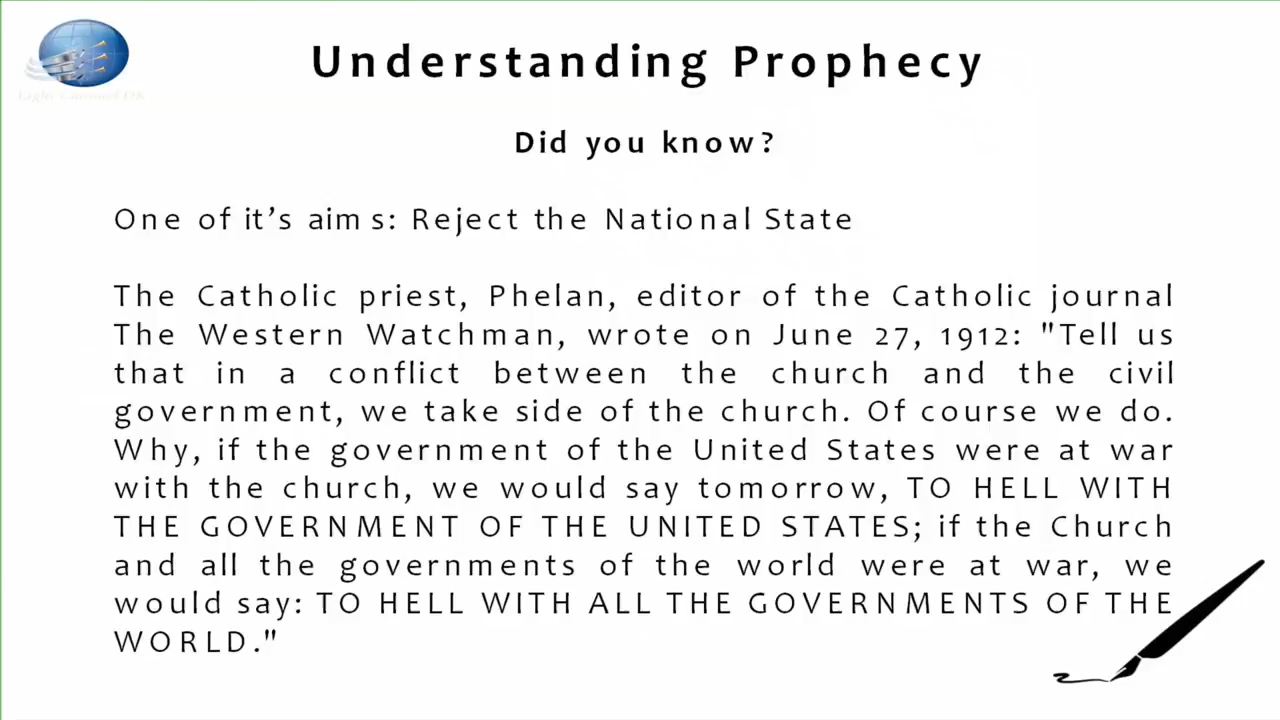 Understanding Prophecy
Did you know?
One of it’s aims: Reject the National State
The Catholic priest, Phelan, editor of the Catholic journal
The Western Watchman, wrote on June 27, 1912: "Tell us
that in a conflict between the church and the civil
government, we take side of the church. Of course we do.
Why, if the government of the United States were at war
with the church, we would say tomorrow, TO HELL WITH
THE GOVERNMENT OF THE UNITED STATES; if the Church
and all the governments of the world were at war, we
would say: TO HELL WITH ALL THE GOVERNMENTS OF THE
WORLD."